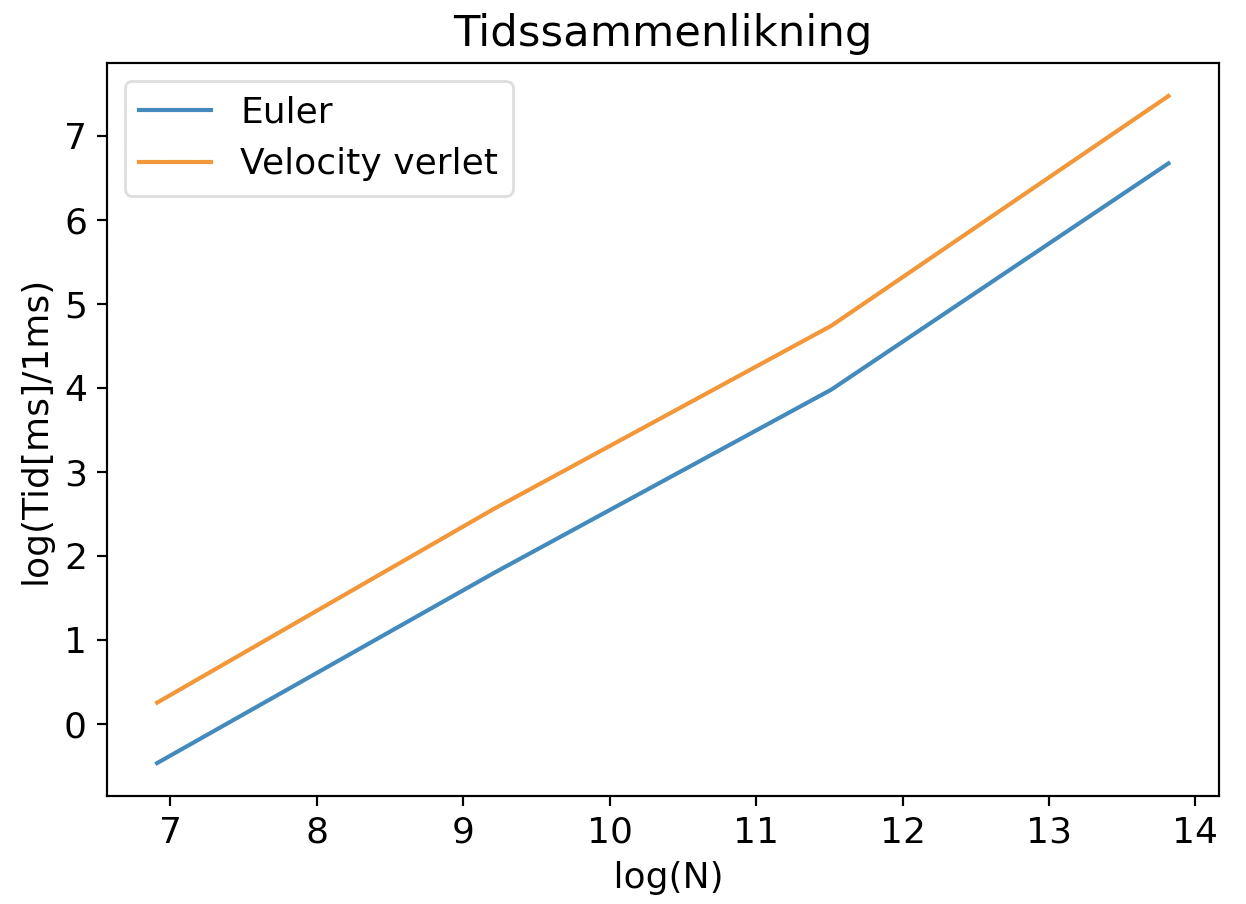 Tidssammenlikning
Euler
Velocity verlet
log(Tid[ms]/1ms)
7
6
5
4
3
2
1
0
7 8 9 10 11 12 13 14
log(N)